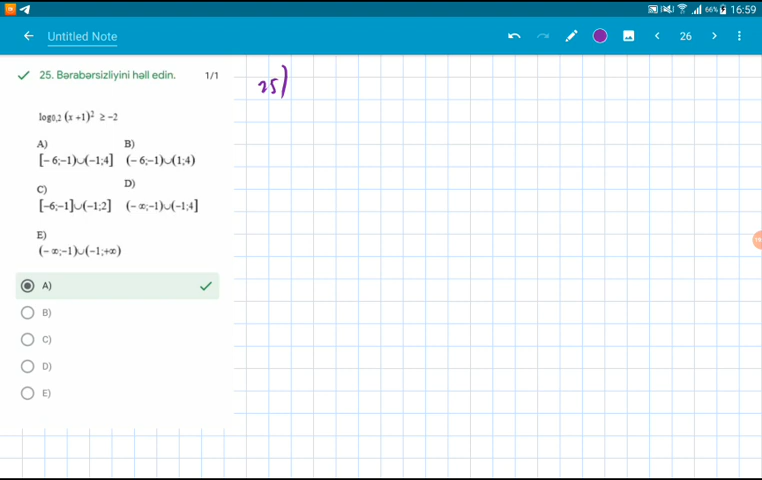 66% 16:59
Untitled Note
26
25. Bərabərsizliyini həll edin. 1/1
25)
log0,2 (x +1)² ≥ −2
A) B)
[− 6;−1)∪(−1;4] (− 6;−1)∪(1;4)
C) D)
[−6;−1]∪(−1;2] (− ∞;−1)∪(−1;4]
E)
(− ∞;−1)∪(−1;+∞)
A)
B)
C)
D)
E)